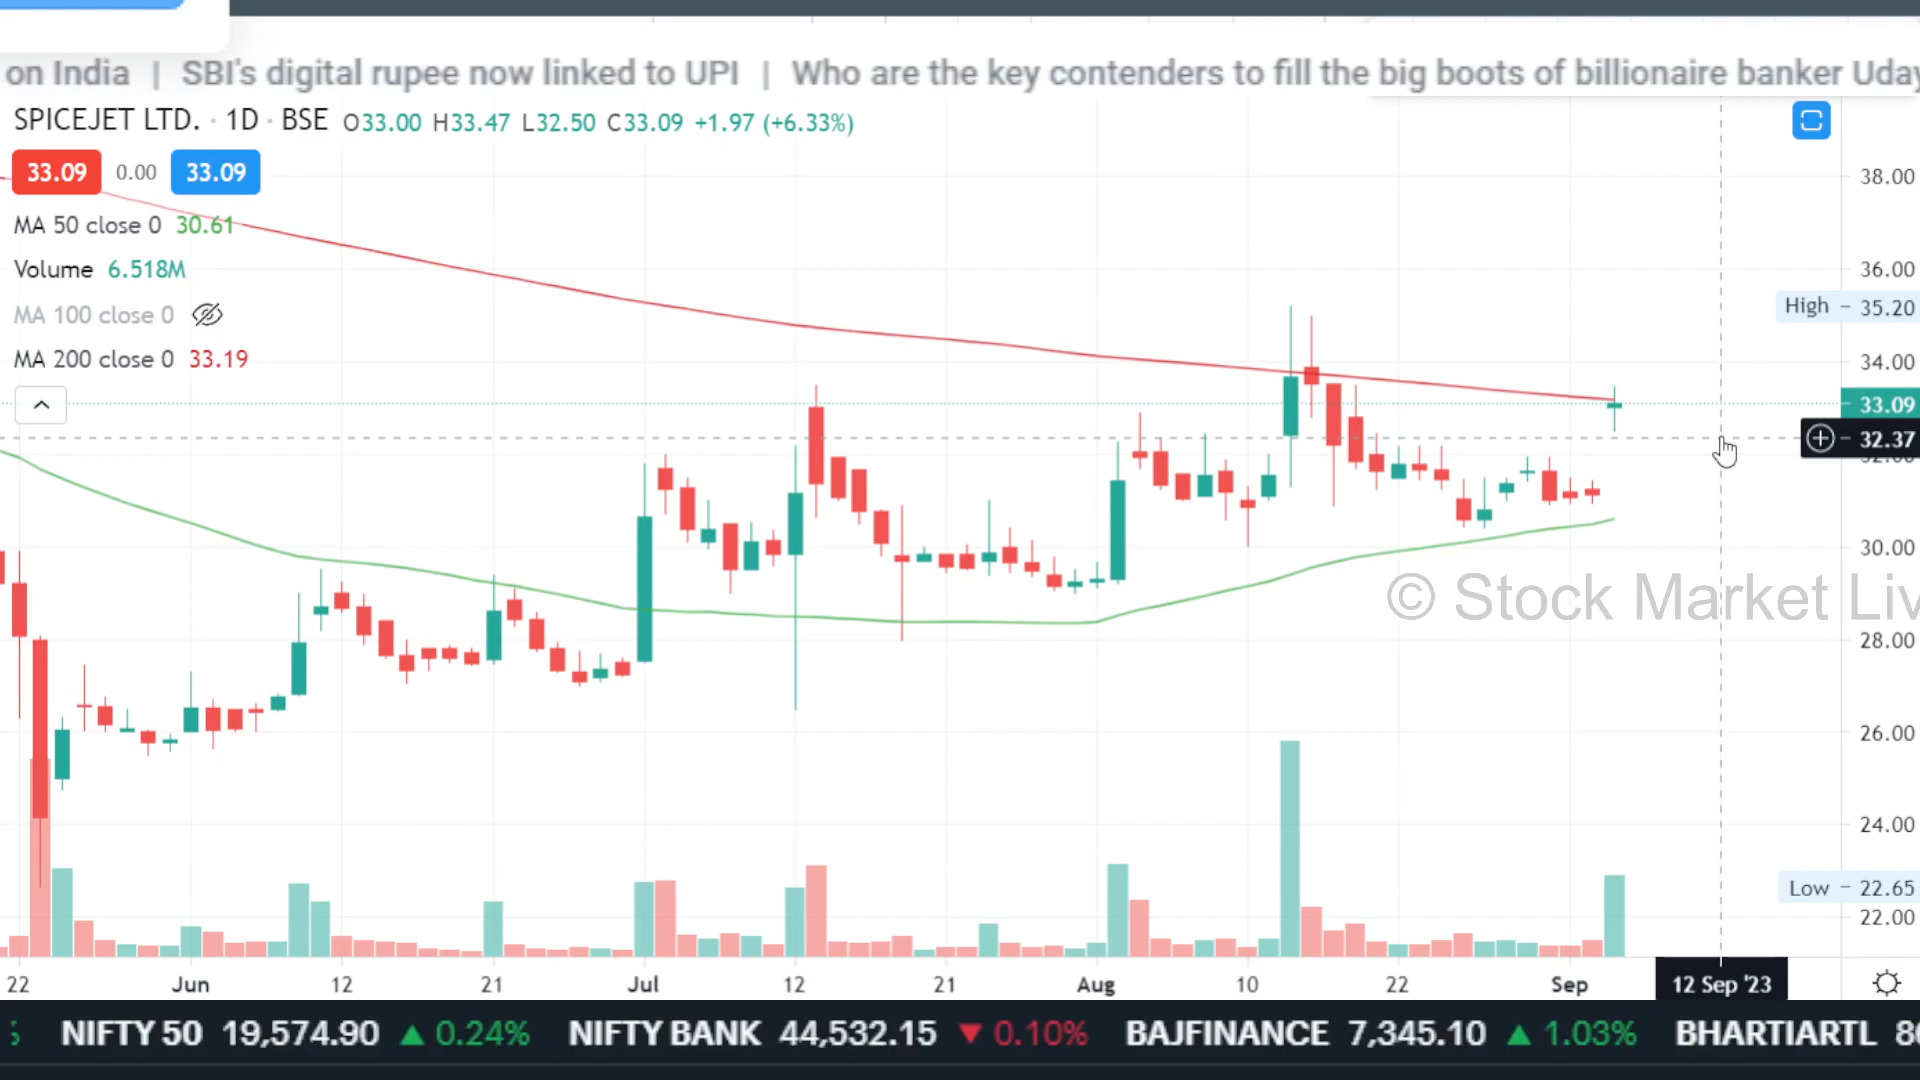 on India | SBI's digital rupee now linked to UPI | Who are the key contenders to fill the big boots of billionaire banker Uday
SPICEJET LTD. · 1D · BSE O33.00 H33.47 L32.50 C33.09 +1.97 (+6.33%)
33.09 0.00 33.09
MA 50 close 0 30.61
Volume 6.518M
MA 100 close 0
MA 200 close 0 33.19
38.00
36.00
High 35.20
34.00
33.09
32.37
32.00
30.00
© Stock Market Liv
28.00
26.00
24.00
Low 22.65
22.00
22 Jun 12 21 Jul 12 21 Aug 10 22 Sep 12 Sep '23
NIFTY 50 19,574.90 ▲ 0.24% NIFTY BANK 44,532.15 ▼ 0.10% BAJFINANCE 7,345.10 ▲ 1.03% BHARTIARTL